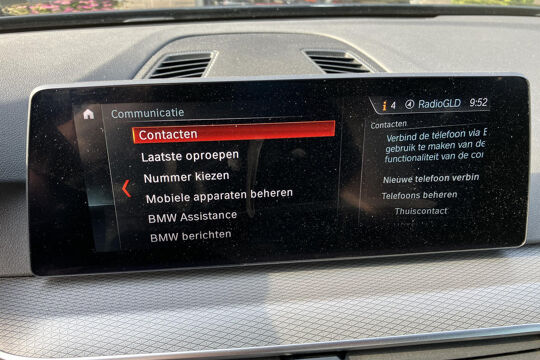 Communicatie
Contacten
Laatste oproepen
Nummer kiezen
Mobiele apparaten beheren
BMW Assistance
BMW berichten
i 4 RadioGLD 9:52
Contacten
Verbind de telefoon via
gebruik te maken van de
functionaliteit van de
Nieuwe telefoon
Telefoons beheren
Thuiscontact